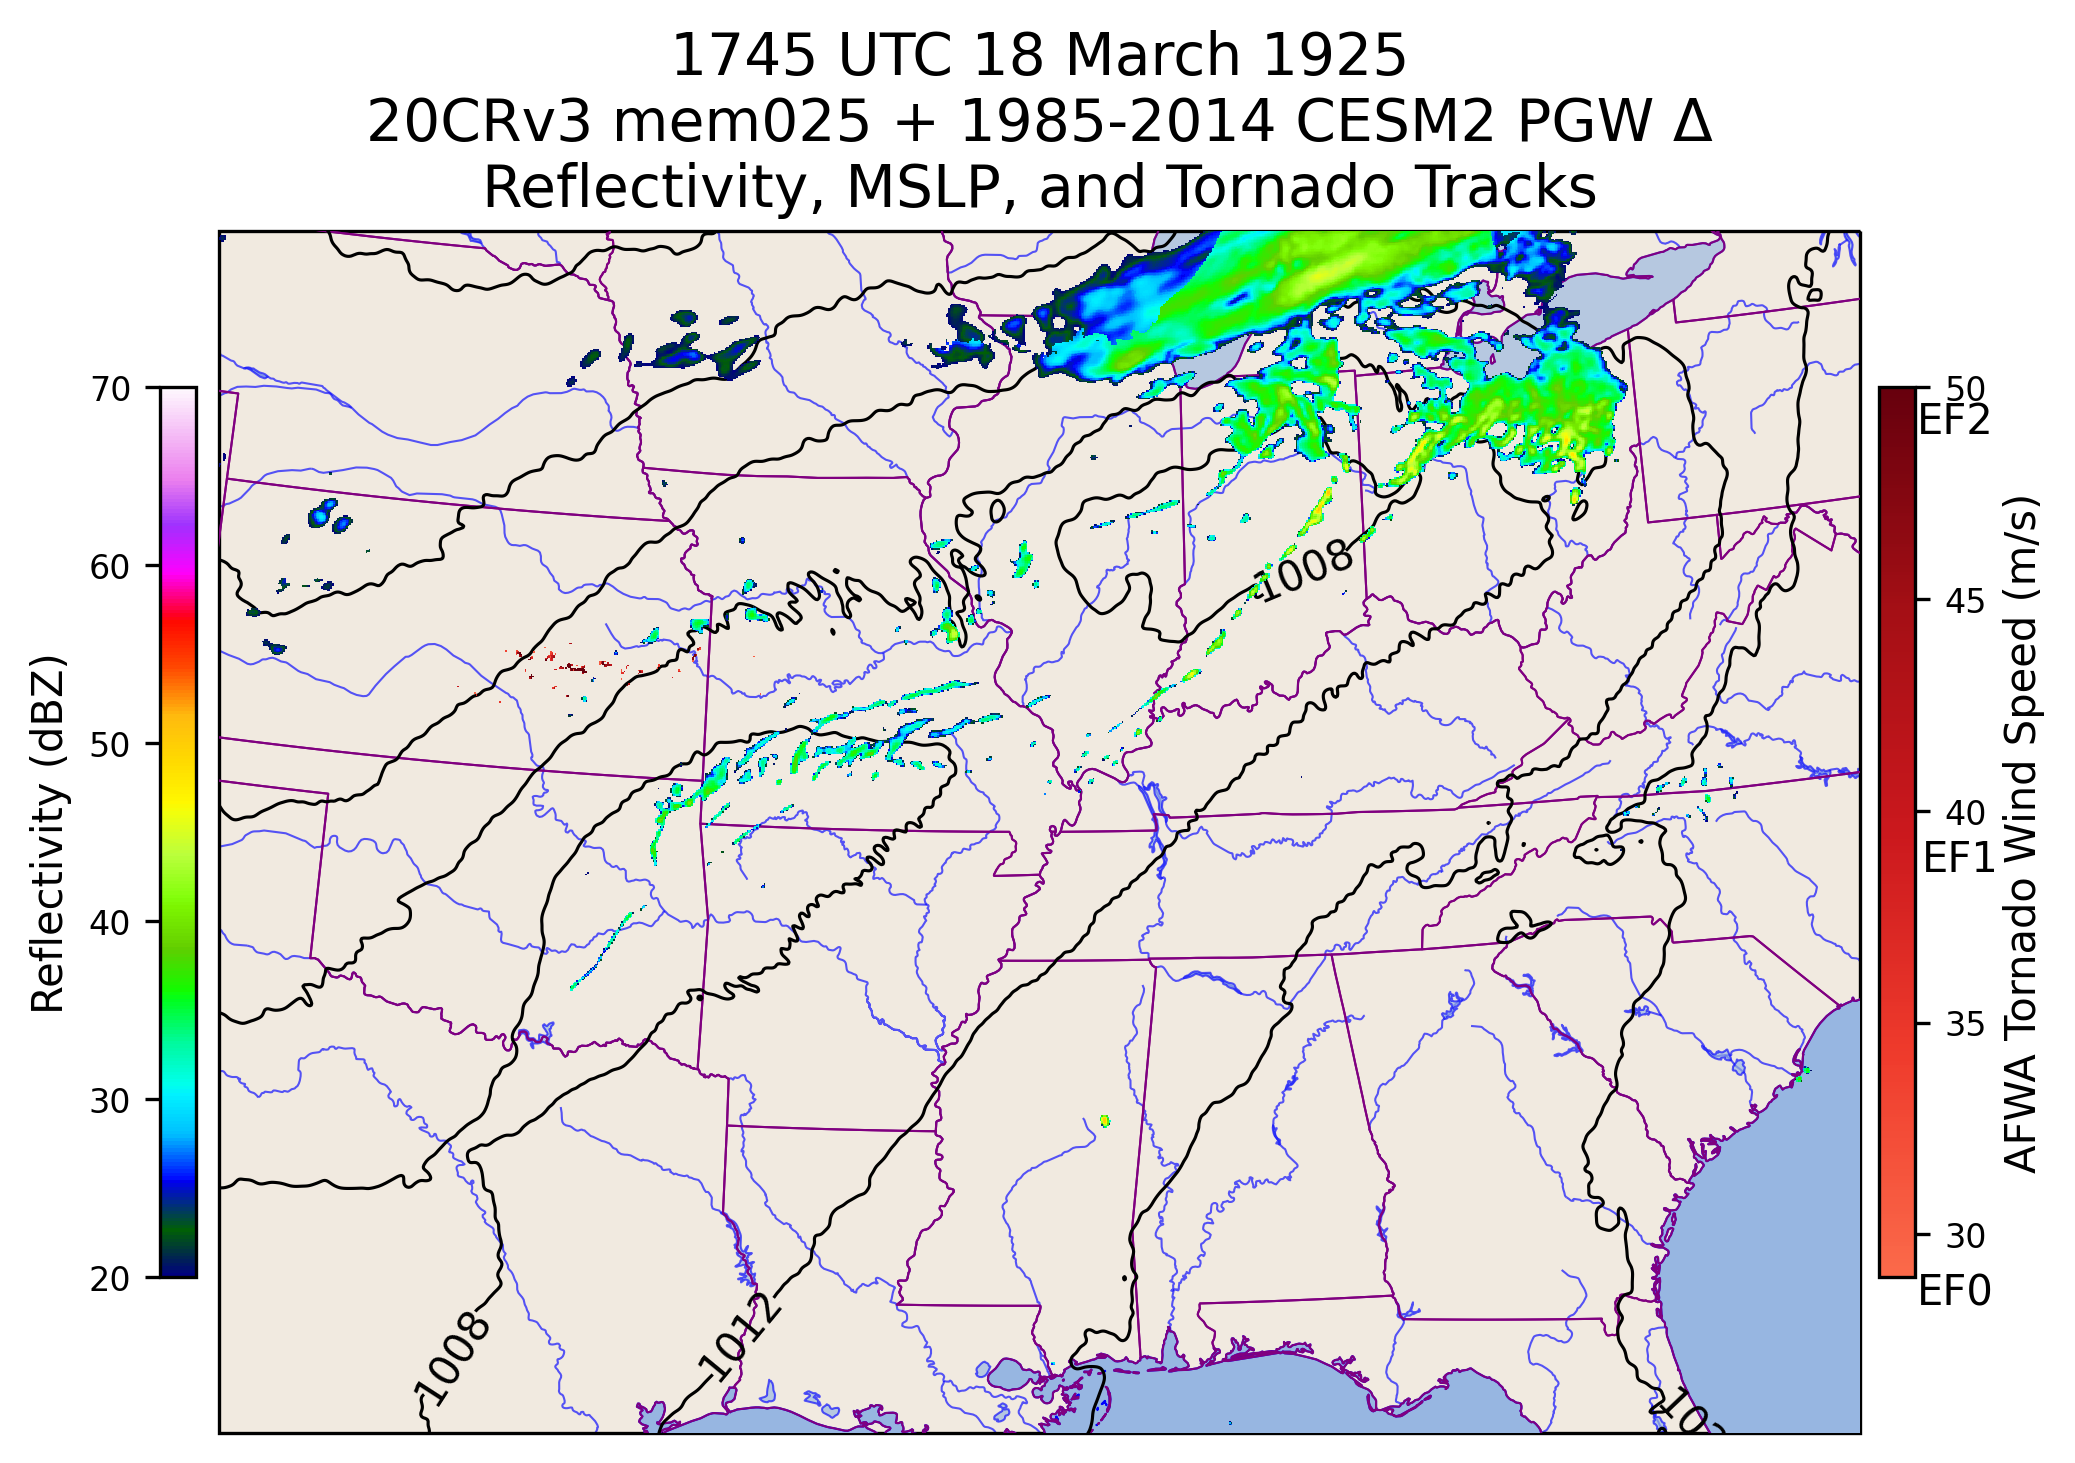 1745 UTC 18 March 1925
20CRv3 mem025 + 1985-2014 CESM2 PGW Δ
Reflectivity, MSLP, and Tornado Tracks
70
60
50
40
30
20
Reflectivity (dBZ)
1008
1008
1012
50
EF2
45
40
EF1
35
30
EF0
AFWA Tornado Wind Speed (m/s)